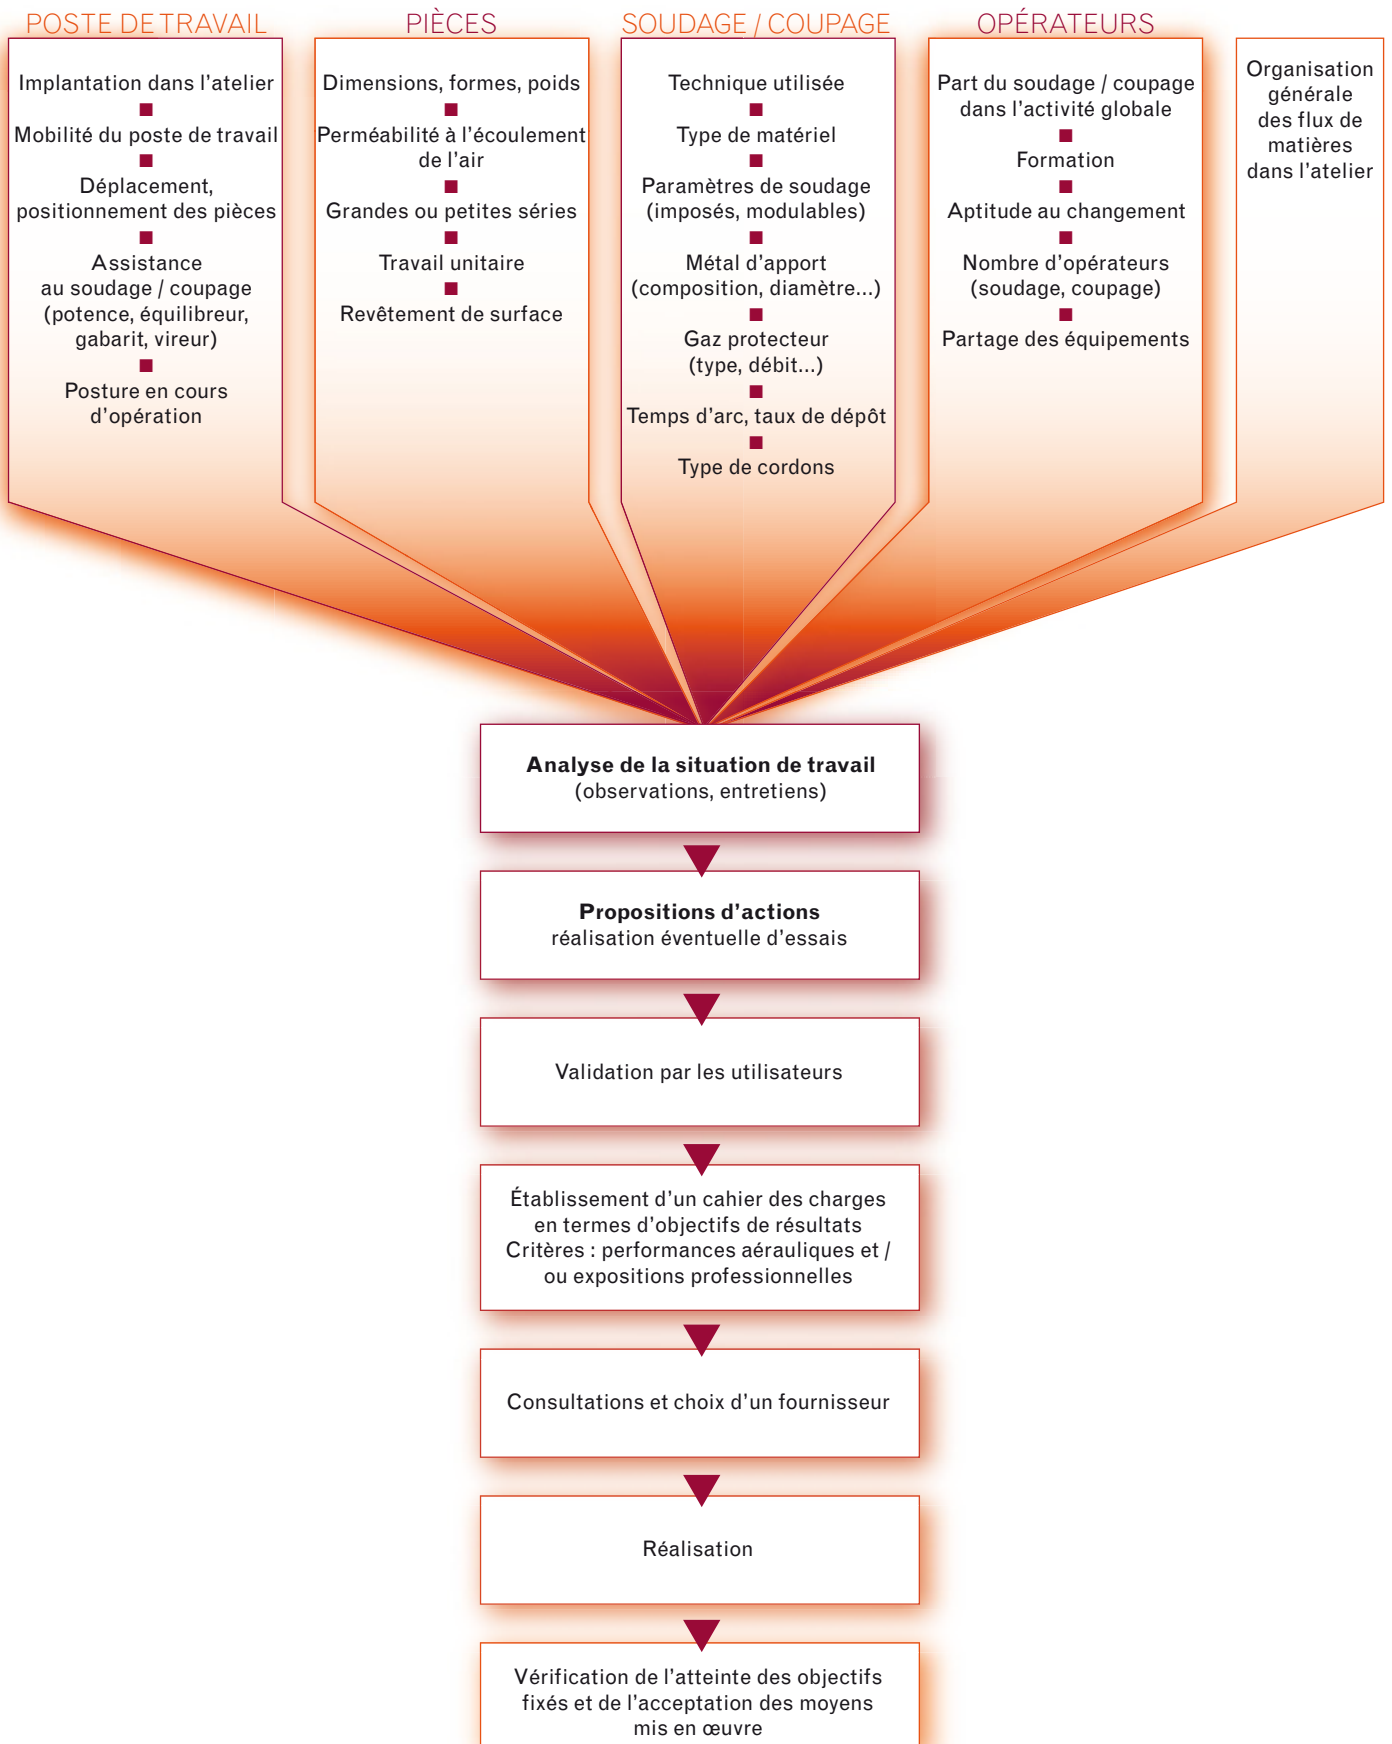 POSTE DE TRAVAIL
Implantation dans l'atelier
Mobilité du poste de travail
Déplacement,
positionnement des pièces
Assistance
au soudage / coupage
(potence, équilibreur,
gabarit, vireur)
Posture en cours
d'opération
PIÈCES
Dimensions, formes, poids
Perméabilité à l'écoulement
de l'air
Grandes ou petites séries
Travail unitaire
Revêtement de surface
SOUDAGE / COUPAGE
Technique utilisée
Type de matériel
Paramètres de soudage
(imposés, modulables)
Métal d'apport
(composition, diamètre...)
Gaz protecteur
(type, débit...)
Temps d'arc, taux de dépôt
Type de cordons
OPÉRATEURS
Part du soudage / coupage
dans l'activité globale
Formation
Aptitude au changement
Nombre d'opérateurs
(soudage, coupage)
Partage des équipements
Organisation
générale
des flux de
matières
dans l'atelier
Analyse de la situation de travail
(observations, entretiens)
Propositions d'actions
réalisation éventuelle d'essais
Validation par les utilisateurs
Établissement d'un cahier des charges
en termes d'objectifs de résultats
Critères : performances aérauliques et /
ou expositions professionnelles
Consultations et choix d'un fournisseur
Réalisation
Vérification de l'atteinte des objectifs
fixés et de l'acceptation des moyens
mis en œuvre